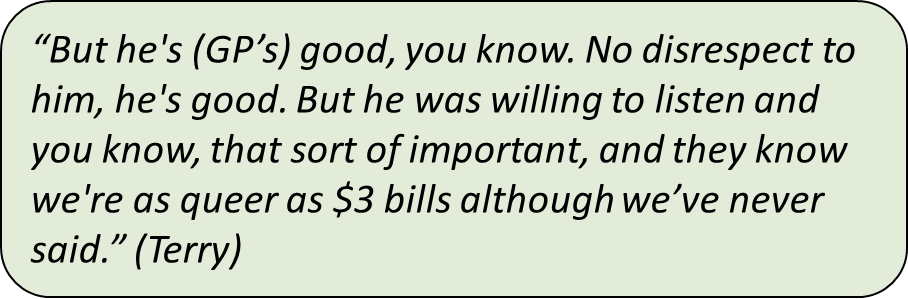 “But he's (GP’s) good, you know. No disrespect to
him, he's good. But he was willing to listen and
you know, that sort of important, and they know
we're as queer as $3 bills although we’ve never
said.” (Terry)